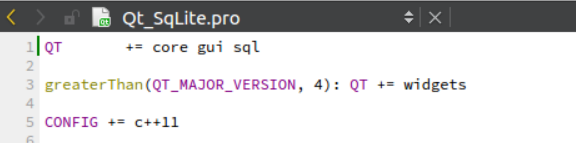 Qt_SqLite.pro
1 QT       += core gui sql
2
3 greaterThan(QT_MAJOR_VERSION, 4): QT += widgets
4
5 CONFIG += c++11
6